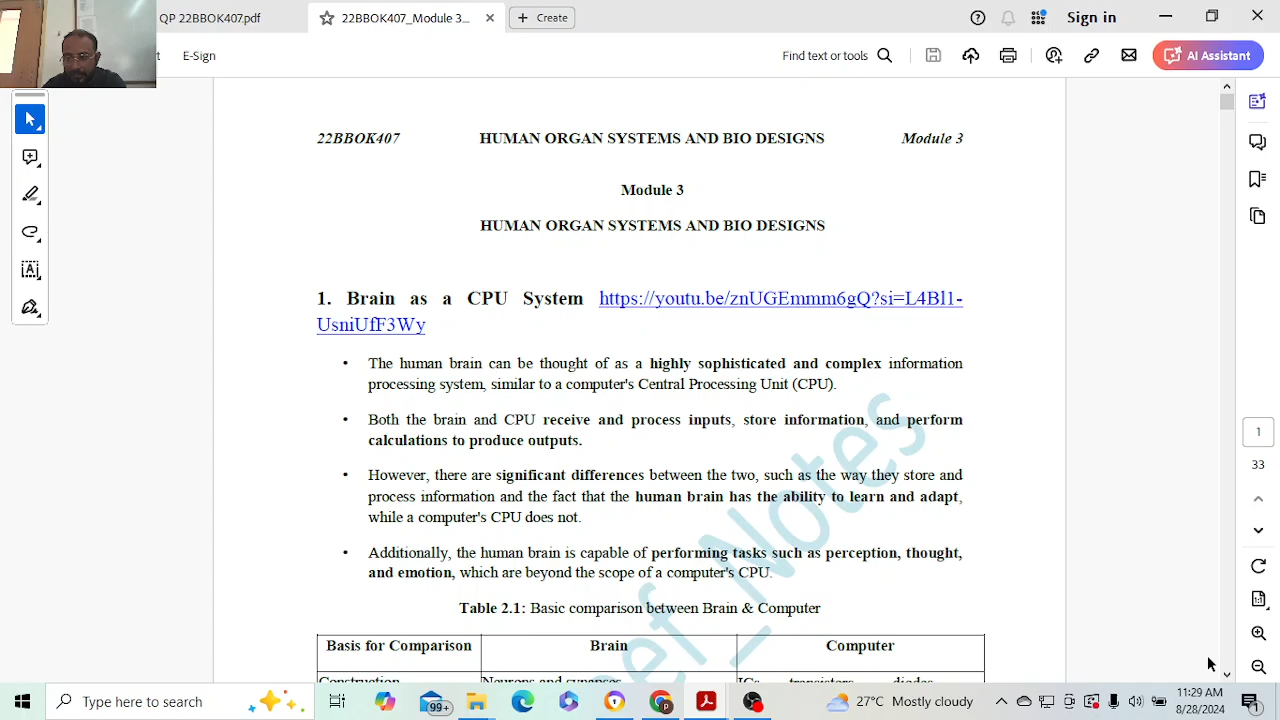 QP 22BBOK407.pdf
22BBOK407_Module 3...
Create
Sign in
E-Sign
Find text or tools
AI Assistant
22BBOK407 HUMAN ORGAN SYSTEMS AND BIO DESIGNS Module 3
Module 3
HUMAN ORGAN SYSTEMS AND BIO DESIGNS
1. Brain as a CPU System https://youtu.be/znUGEmmm6gQ?si=L4Bl1-
UsniUfF3Wy
• The human brain can be thought of as a highly sophisticated and complex information
processing system, similar to a computer's Central Processing Unit (CPU).
• Both the brain and CPU receive and process inputs, store information, and perform
calculations to produce outputs.
• However, there are significant differences between the two, such as the way they store and
process information and the fact that the human brain has the ability to learn and adapt,
while a computer's CPU does not.
• Additionally, the human brain is capable of performing tasks such as perception, thought,
and emotion, which are beyond the scope of a computer's CPU.
Table 2.1: Basic comparison between Brain & Computer
Basis for Comparison Brain Computer
Construction Neurons and synapses ICs, transistors, diodes,
ef_Notes
1
33
Type here to search
99+
27°C Mostly cloudy
11:29 AM
8/28/2024